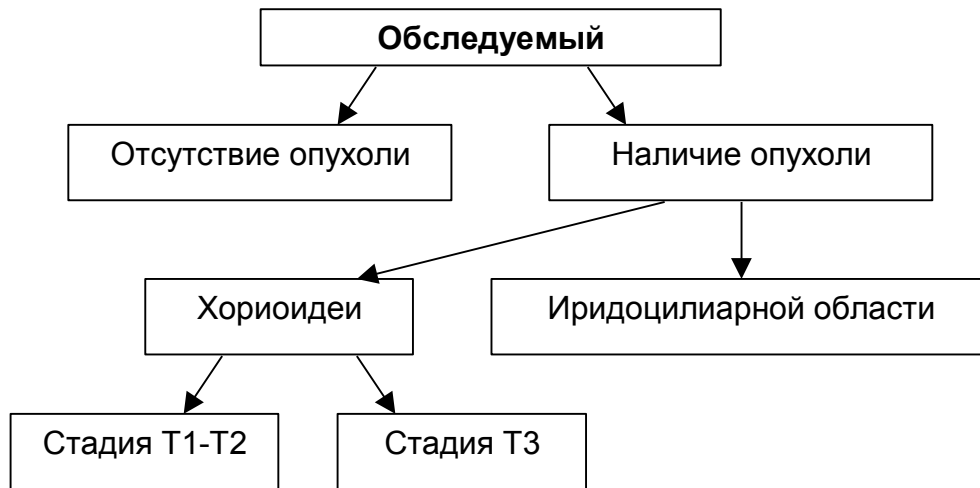 Обследуемый
Отсутствие опухоли
Наличие опухоли
Хориоидеи
Иридоцилиарной области
Стадия Т1-Т2
Стадия Т3